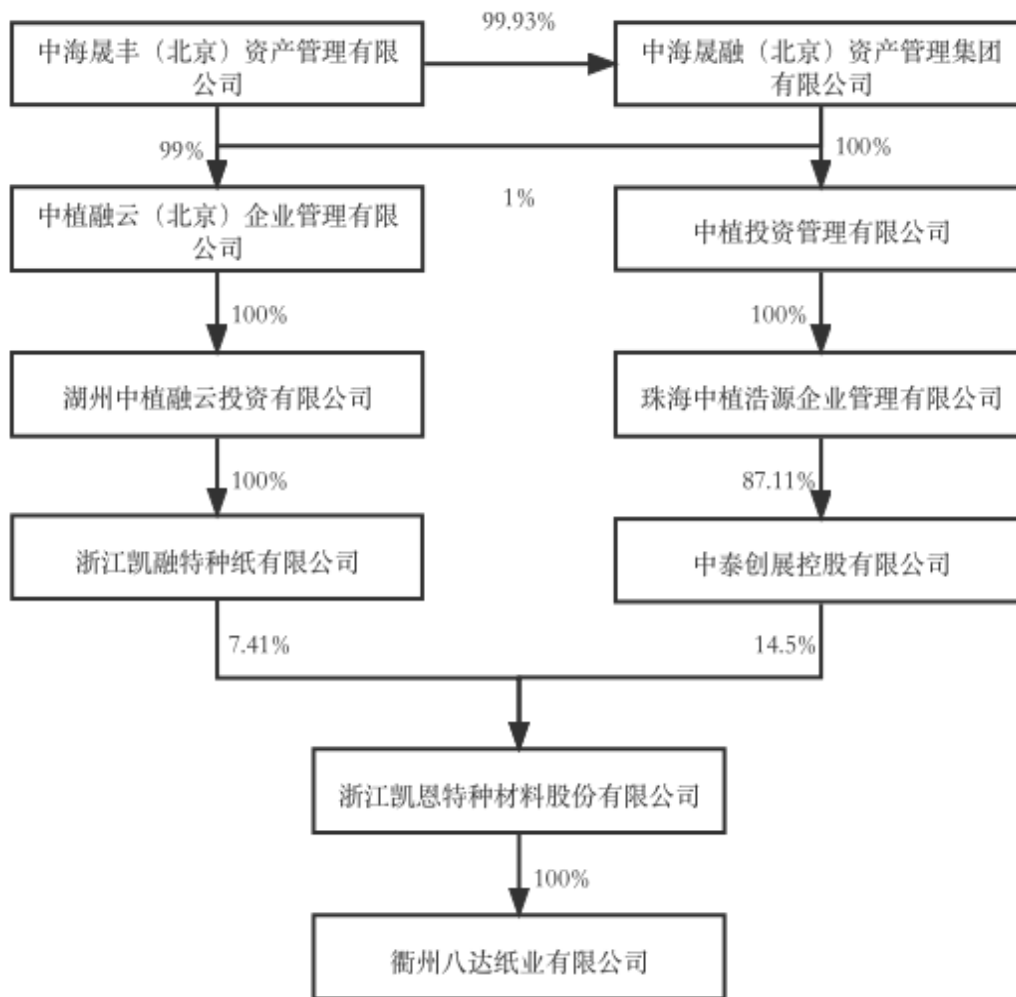 99.93%
中海晟丰（北京）资产管理有限
公司
中海晟融（北京）资产管理集团
有限公司
99%
100%
1%
中植融云（北京）企业管理有限
公司
中植投资管理有限公司
100%
100%
湖州中植融云投资有限公司
珠海中植浩源企业管理有限公司
100%
87.11%
浙江凯融特种纸有限公司
中泰创展控股有限公司
7.41%
14.5%
浙江凯恩特种材料股份有限公司
100%
衢州八达纸业有限公司